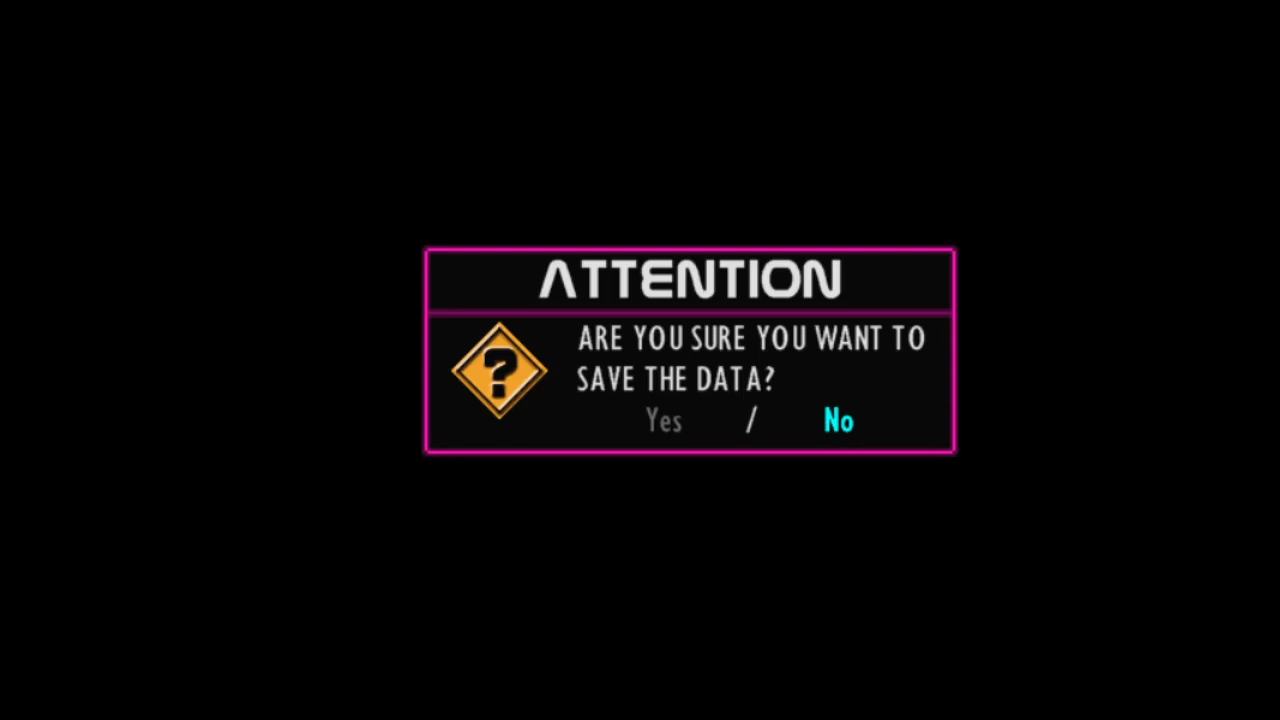 ATTENTION
ARE YOU SURE YOU WANT TO
SAVE THE DATA?
Yes / No